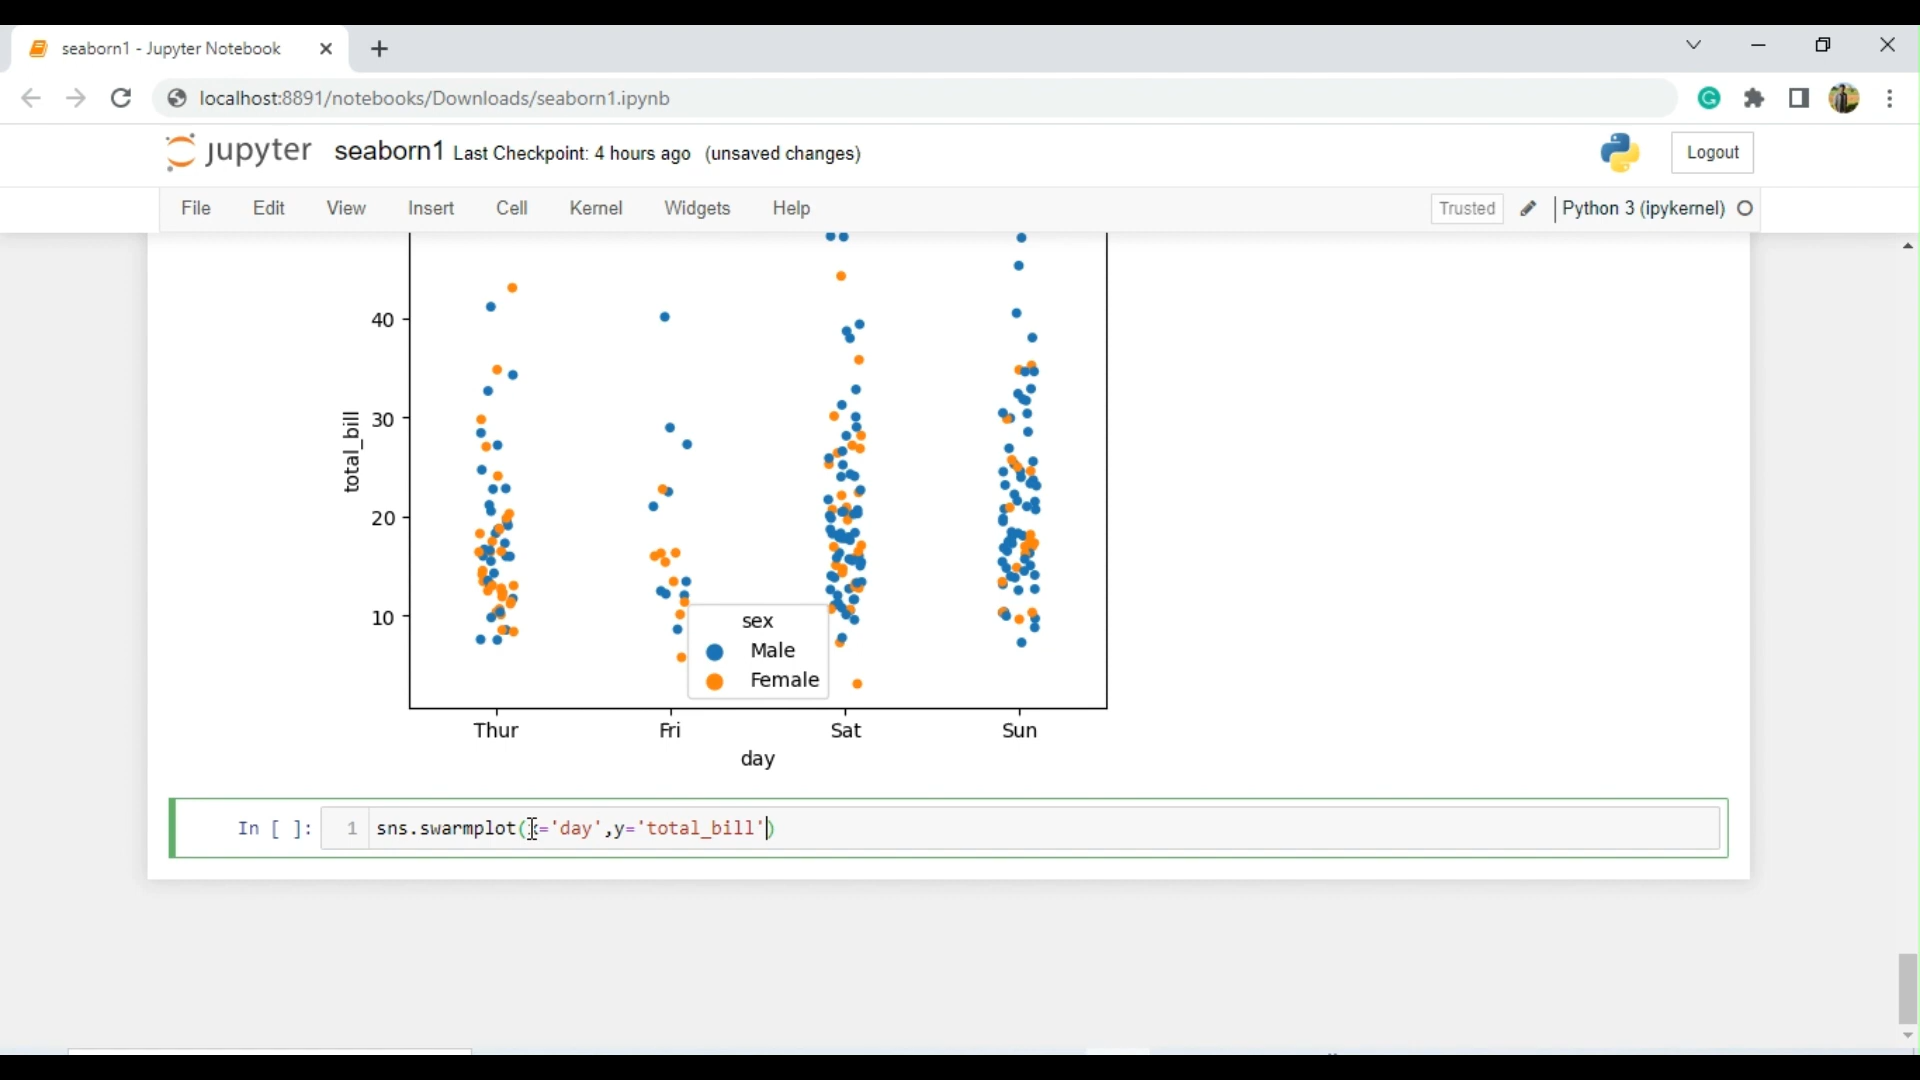 seaborn1 - Jupyter Notebook
localhost:8891/notebooks/Downloads/seaborn1.ipynb
jupyter seaborn1 Last Checkpoint: 4 hours ago (unsaved changes) Logout
File Edit View Insert Cell Kernel Widgets Help Trusted Python 3 (ipykernel)
40
30
20
10
total_bill
sex
Male
Female
Thur Fri Sat Sun
day
In [ ]: 1 sns.swarmplot(x='day',y='total_bill')